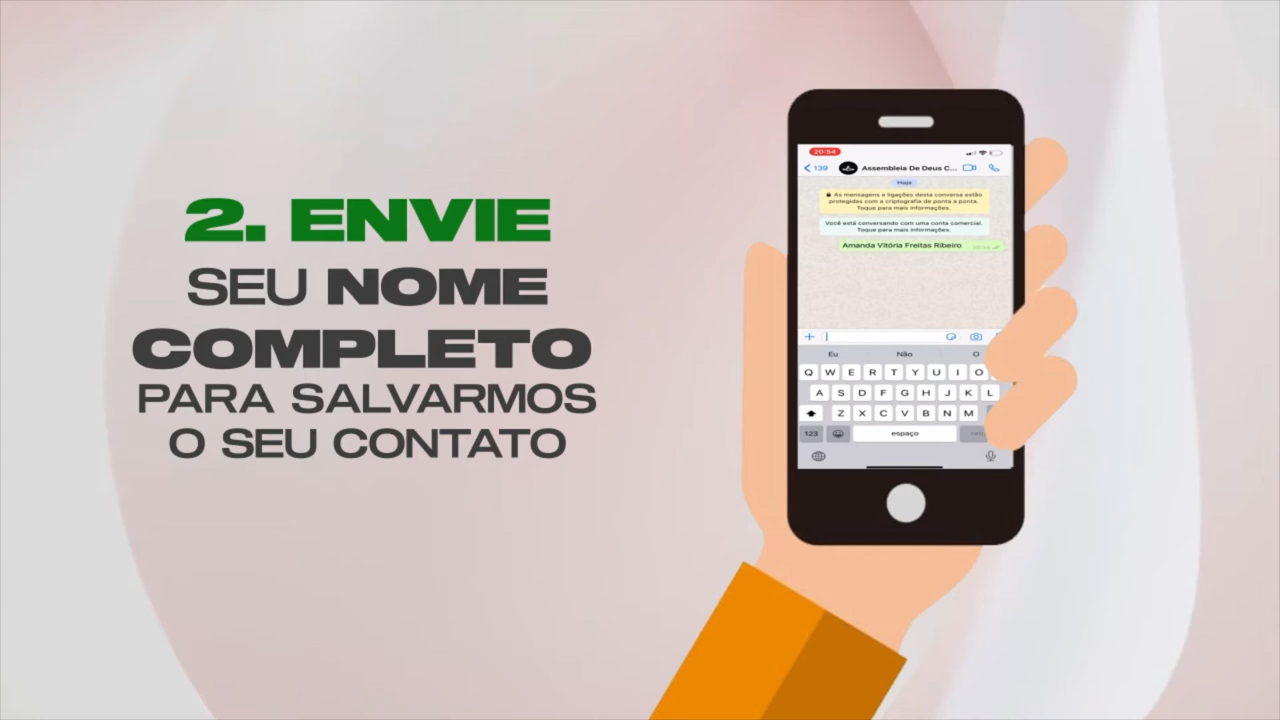 2. ENVIE
SEU NOME
COMPLETO
PARA SALVARMOS
O SEU CONTATO
20:54
139 Assembleia De Deus C...
Hoje
As mensagens e ligações desta conversa estão
protegidas com a criptografia de ponta a ponta.
Toque para mais informações.
Você está conversando com uma conta comercial.
Toque para mais informações.
Amanda Vitória Freitas Ribeiro
Eu Não O
Q W E R T Y U I O
A S D F G H J K L
Z X C V B N M
123 espaço